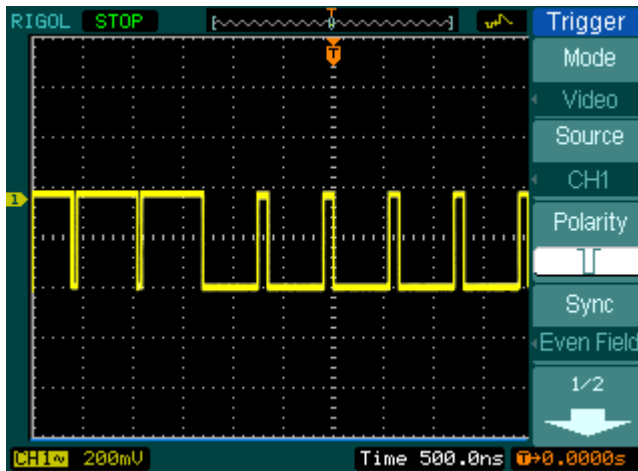 RIGOL STOP
T
Trigger
T
Mode
Video
Source
CH1
Polarity
Sync
Even Field
1/2
1
CH1~ 200mV
Time 500.0ns
T→0.0000s